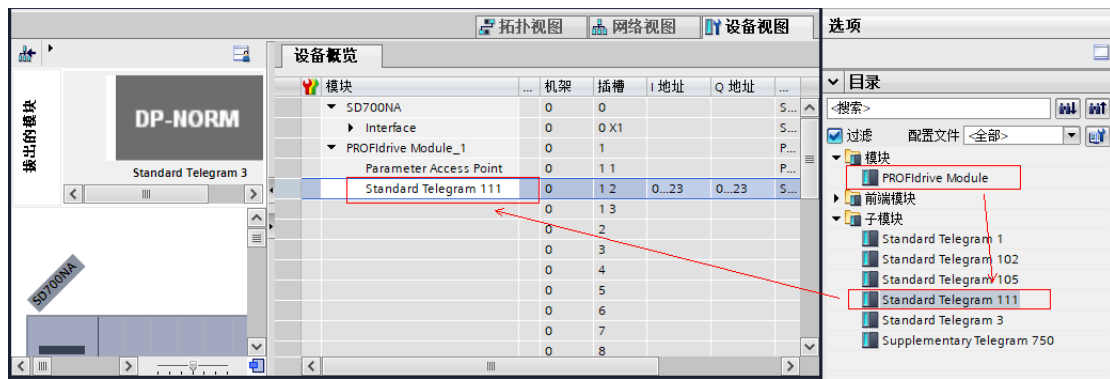 拓扑视图 网络视图 设备视图 选项
设备概览
拔出的模块
DP-NORM
Standard Telegram 3
SD700NA
模块 ... 机架 插槽 I 地址 Q 地址 ...
SD700NA 0 0 S...
Interface 0 0 X1 S...
PROFIdrive Module_1 0 1 P...
Parameter Access Point 0 1 1 P...
Standard Telegram 111 0 1 2 0...23 0...23 S...
0 1 3
0 2
0 3
0 4
0 5
0 6
0 7
0 8
目录
<搜索>
过滤 配置文件 <全部>
模块
PROFIdrive Module
前端模块
子模块
Standard Telegram 1
Standard Telegram 102
Standard Telegram 105
Standard Telegram 111
Standard Telegram 3
Supplementary Telegram 750